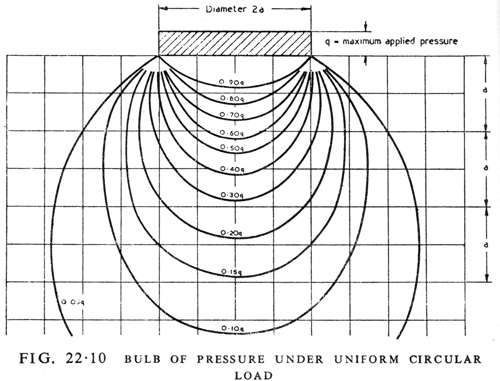 Diameter 2a
q = maximum applied pressure
0·90q
0·80q
0·70q
0·60q
0·50q
0·40q
0·30q
0·20q
0·15q
0·10q
0·05q
a
a
a
FIG. 22·10 BULB OF PRESSURE UNDER UNIFORM CIRCULAR
LOAD